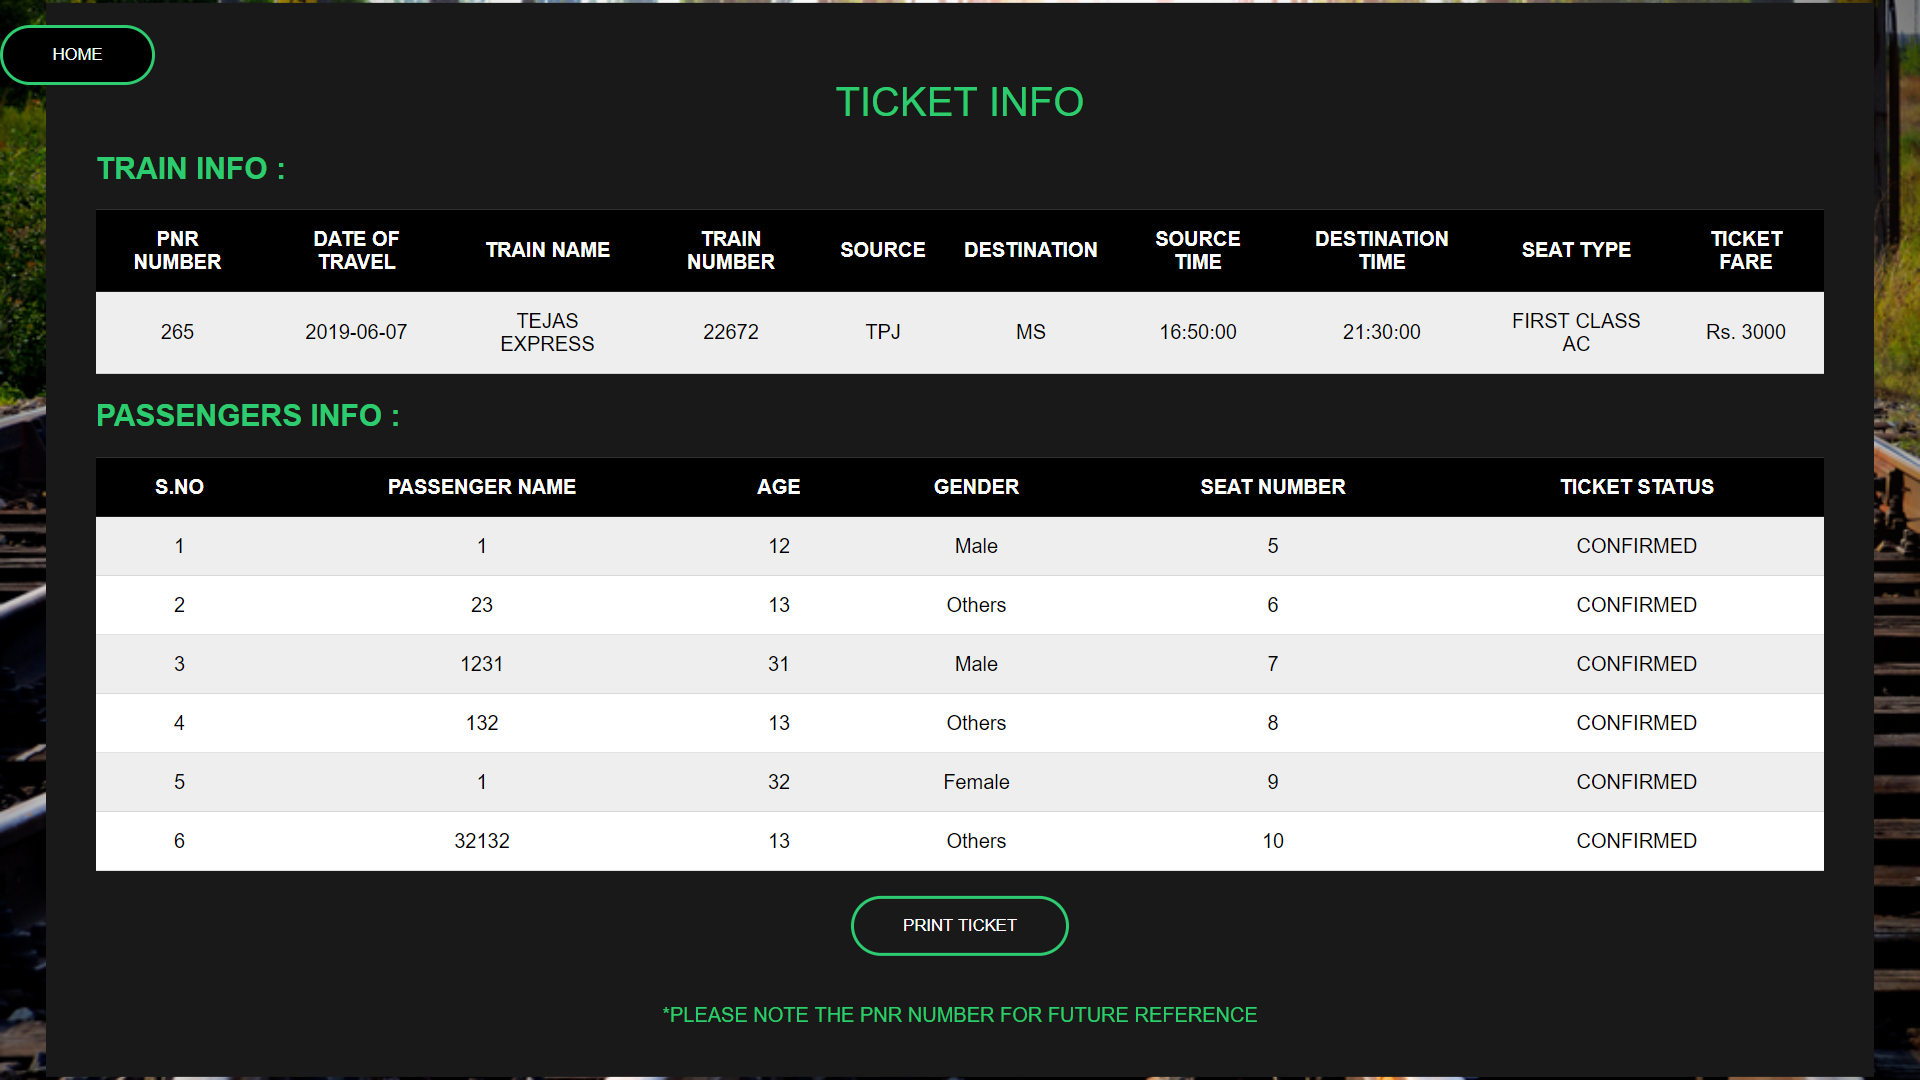 HOME
TICKET INFO
TRAIN INFO :
PNR NUMBER DATE OF TRAVEL TRAIN NAME TRAIN NUMBER SOURCE DESTINATION SOURCE TIME DESTINATION TIME SEAT TYPE TICKET FARE
265 2019-06-07 TEJAS EXPRESS 22672 TPJ MS 16:50:00 21:30:00 FIRST CLASS AC Rs. 3000
PASSENGERS INFO :
S.NO PASSENGER NAME AGE GENDER SEAT NUMBER TICKET STATUS
1 1 12 Male 5 CONFIRMED
2 23 13 Others 6 CONFIRMED
3 1231 31 Male 7 CONFIRMED
4 132 13 Others 8 CONFIRMED
5 1 32 Female 9 CONFIRMED
6 32132 13 Others 10 CONFIRMED
PRINT TICKET
*PLEASE NOTE THE PNR NUMBER FOR FUTURE REFERENCE